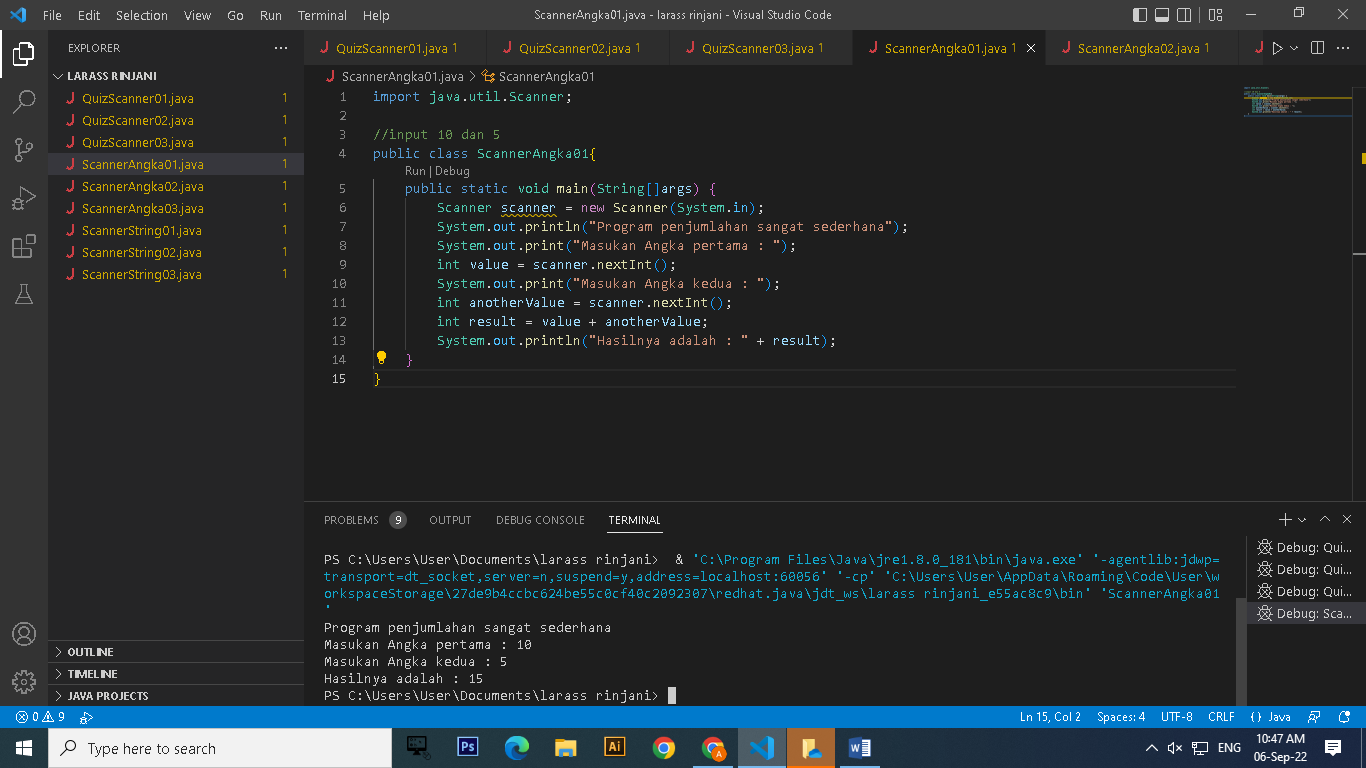 File Edit Selection View Go Run Terminal Help
ScannerAngka01.java - larass rinjani - Visual Studio Code
EXPLORER
LARASS RINJANI
QuizScanner01.java 1
QuizScanner02.java 1
QuizScanner03.java 1
ScannerAngka01.java 1
ScannerAngka02.java 1
ScannerAngka03.java 1
ScannerString01.java 1
ScannerString02.java 1
ScannerString03.java 1
OUTLINE
TIMELINE
JAVA PROJECTS
QuizScanner01.java 1
QuizScanner02.java 1
QuizScanner03.java 1
ScannerAngka01.java 1
ScannerAngka02.java 1
ScannerAngka01.java > ScannerAngka01
1 import java.util.Scanner;
2
3 //input 10 dan 5
4 public class ScannerAngka01{
Run | Debug
5 public static void main(String[]args) {
6 Scanner scanner = new Scanner(System.in);
7 System.out.println("Program penjumlahan sangat sederhana");
8 System.out.print("Masukan Angka pertama : ");
9 int value = scanner.nextInt();
10 System.out.print("Masukan Angka kedua : ");
11 int anotherValue = scanner.nextInt();
12 int result = value + anotherValue;
13 System.out.println("Hasilnya adalah : " + result);
14 }
15 }
PROBLEMS 9 OUTPUT DEBUG CONSOLE TERMINAL
PS C:\Users\User\Documents\larass rinjani>  & 'C:\Program Files\Java\jre1.8.0_181\bin\java.exe' '-agentlib:jdwp=
transport=dt_socket,server=n,suspend=y,address=localhost:60056' '-cp' 'C:\Users\User\AppData\Roaming\Code\User\w
orkspaceStorage\27de9b4ccbc624be55c0cf40c2092307\redhat.java\jdt_ws\larass rinjani_e55ac8c9\bin' 'ScannerAngka01
'
Program penjumlahan sangat sederhana
Masukan Angka pertama : 10
Masukan Angka kedua : 5
Hasilnya adalah : 15
PS C:\Users\User\Documents\larass rinjani>
Debug: Qui...
Debug: Qui...
Debug: Qui...
Debug: Sca...
0 9
Ln 15, Col 2 Spaces: 4 UTF-8 CRLF {} Java
Type here to search
Ps
Ai
A
W
ENG
10:47 AM
06-Sep-22